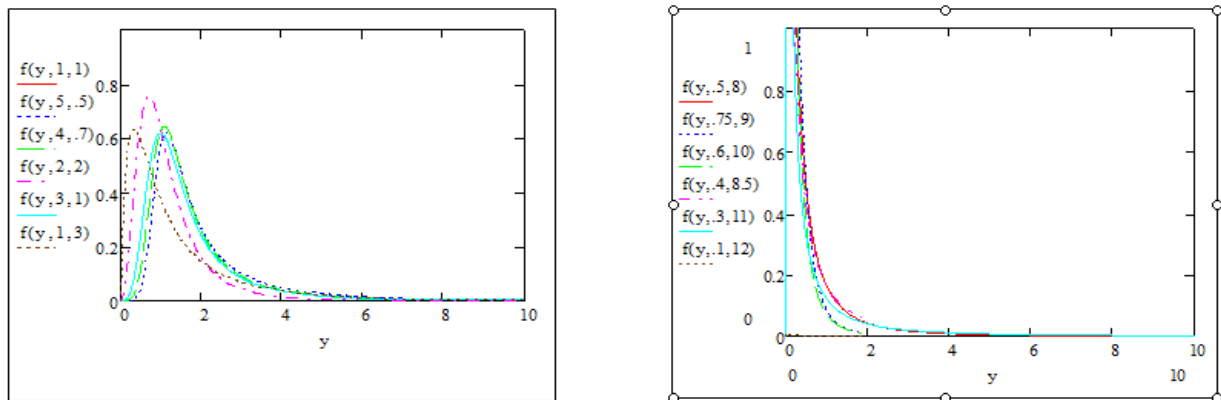 f(y,1,1)
f(y,5,.5)
f(y,4,.7)
f(y,2,2)
f(y,3,1)
f(y,1,3)
0.8
0.6
0.4
0.2
0
0 2 4 6 8 10
y
1
f(y,.5,8)
f(y,.75,9)
f(y,.6,10)
f(y,.4,8.5)
f(y,.3,11)
f(y,.1,12)
0
0.8
0.6
0.4
0.2
0
0 2 4 6 8 10
0 y 10